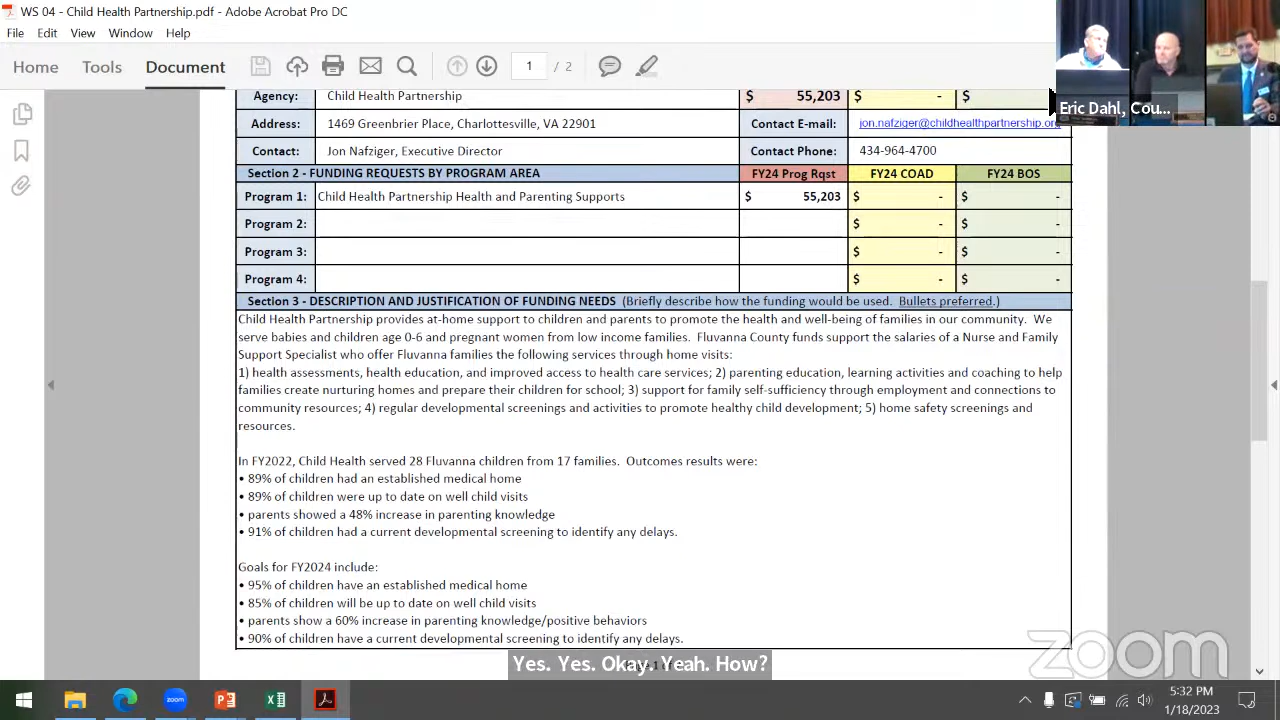 WS 04 - Child Health Partnership.pdf - Adobe Acrobat Pro DC
File Edit View Window Help
Home Tools Document 1 / 2
Eric Dahl, Cou...
Agency: Child Health Partnership $ 55,203 $ - $
Address: 1469 Greenbrier Place, Charlottesville, VA 22901 Contact E-mail: jon.nafziger@childhealthpartnership.org
Contact: Jon Nafziger, Executive Director Contact Phone: 434-964-4700
Section 2 - FUNDING REQUESTS BY PROGRAM AREA FY24 Prog Rqst FY24 COAD FY24 BOS
Program 1: Child Health Partnership Health and Parenting Supports $ 55,203 $ - $ -
Program 2: $ - $ -
Program 3: $ - $ -
Program 4: $ - $ -
Section 3 - DESCRIPTION AND JUSTIFICATION OF FUNDING NEEDS (Briefly describe how the funding would be used. Bullets preferred.)
Child Health Partnership provides at-home support to children and parents to promote the health and well-being of families in our community. We
serve babies and children age 0-6 and pregnant women from low income families. Fluvanna County funds support the salaries of a Nurse and Family
Support Specialist who offer Fluvanna families the following services through home visits:
1) health assessments, health education, and improved access to health care services; 2) parenting education, learning activities and coaching to help
families create nurturing homes and prepare their children for school; 3) support for family self-sufficiency through employment and connections to
community resources; 4) regular developmental screenings and activities to promote healthy child development; 5) home safety screenings and
resources.
In FY2022, Child Health served 28 Fluvanna children from 17 families. Outcomes results were:
• 89% of children had an established medical home
• 89% of children were up to date on well child visits
• parents showed a 48% increase in parenting knowledge
• 91% of children had a current developmental screening to identify any delays.
Goals for FY2024 include:
• 95% of children have an established medical home
• 85% of children will be up to date on well child visits
• parents show a 60% increase in parenting knowledge/positive behaviors
• 90% of children have a current developmental screening to identify any delays.
zoom
Yes. Yes. Okay. Yeah. How?
zoom
5:32 PM
1/18/2023